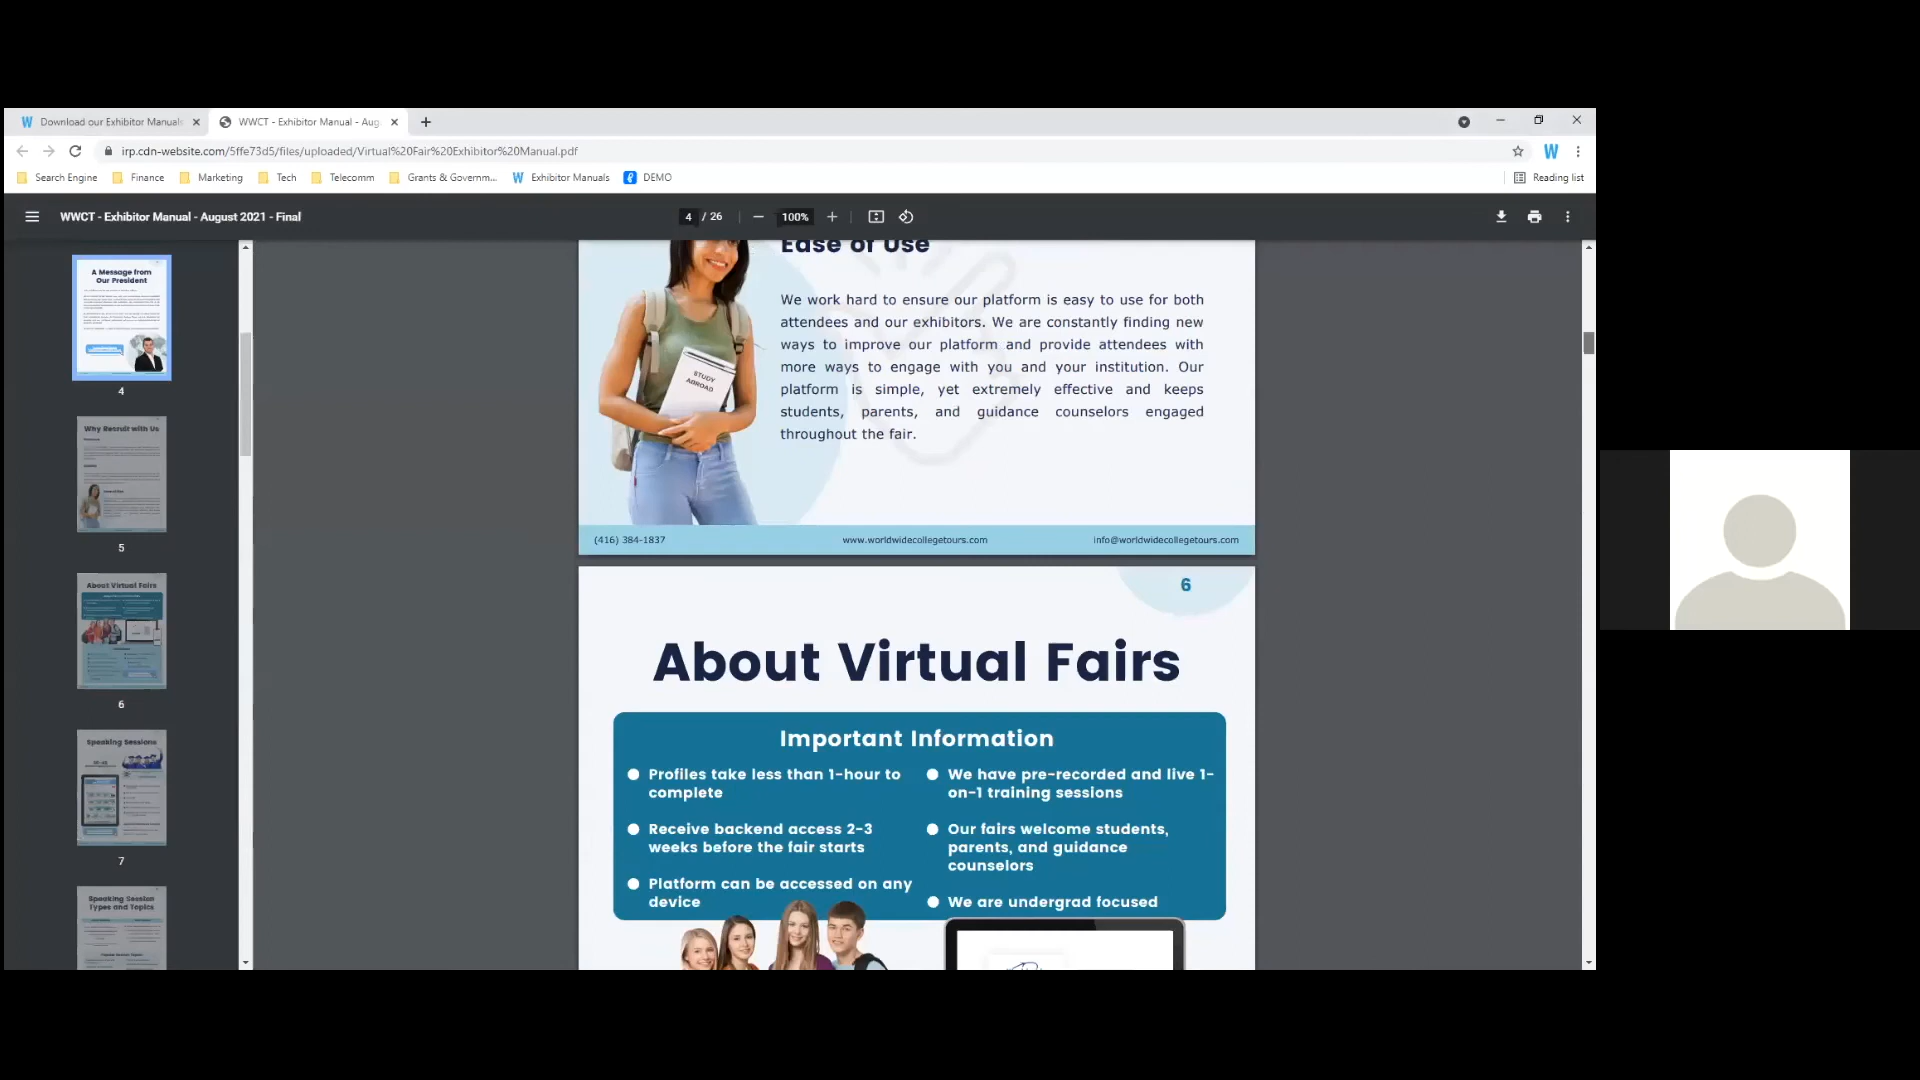 Download our Exhibitor Manuals
WWCT - Exhibitor Manual - Aug
irp.cdn-website.com/5ffe73d5/files/uploaded/Virtual%20Fair%20Exhibitor%20Manual.pdf
Search Engine
Finance
Marketing
Tech
Telecomm
Grants & Governm...
Exhibitor Manuals
DEMO
Reading list
WWCT - Exhibitor Manual - August 2021 - Final
4 / 26
100%
A Message from
Our President
4
Why Recruit with Us
5
About Virtual Fairs
6
Speaking Sessions
7
Speaking Session
Types and Topics
Ease of Use
We work hard to ensure our platform is easy to use for both
attendees and our exhibitors. We are constantly finding new
ways to improve our platform and provide attendees with
more ways to engage with you and your institution. Our
platform is simple, yet extremely effective and keeps
students, parents, and guidance counselors engaged
throughout the fair.
STUDY
ABROAD
(416) 384-1837
www.worldwidecollegetours.com
info@worldwidecollegetours.com
6
About Virtual Fairs
Important Information
Profiles take less than 1-hour to
complete
Receive backend access 2-3
weeks before the fair starts
Platform can be accessed on any
device
We have pre-recorded and live 1-
on-1 training sessions
Our fairs welcome students,
parents, and guidance
counselors
We are undergrad focused